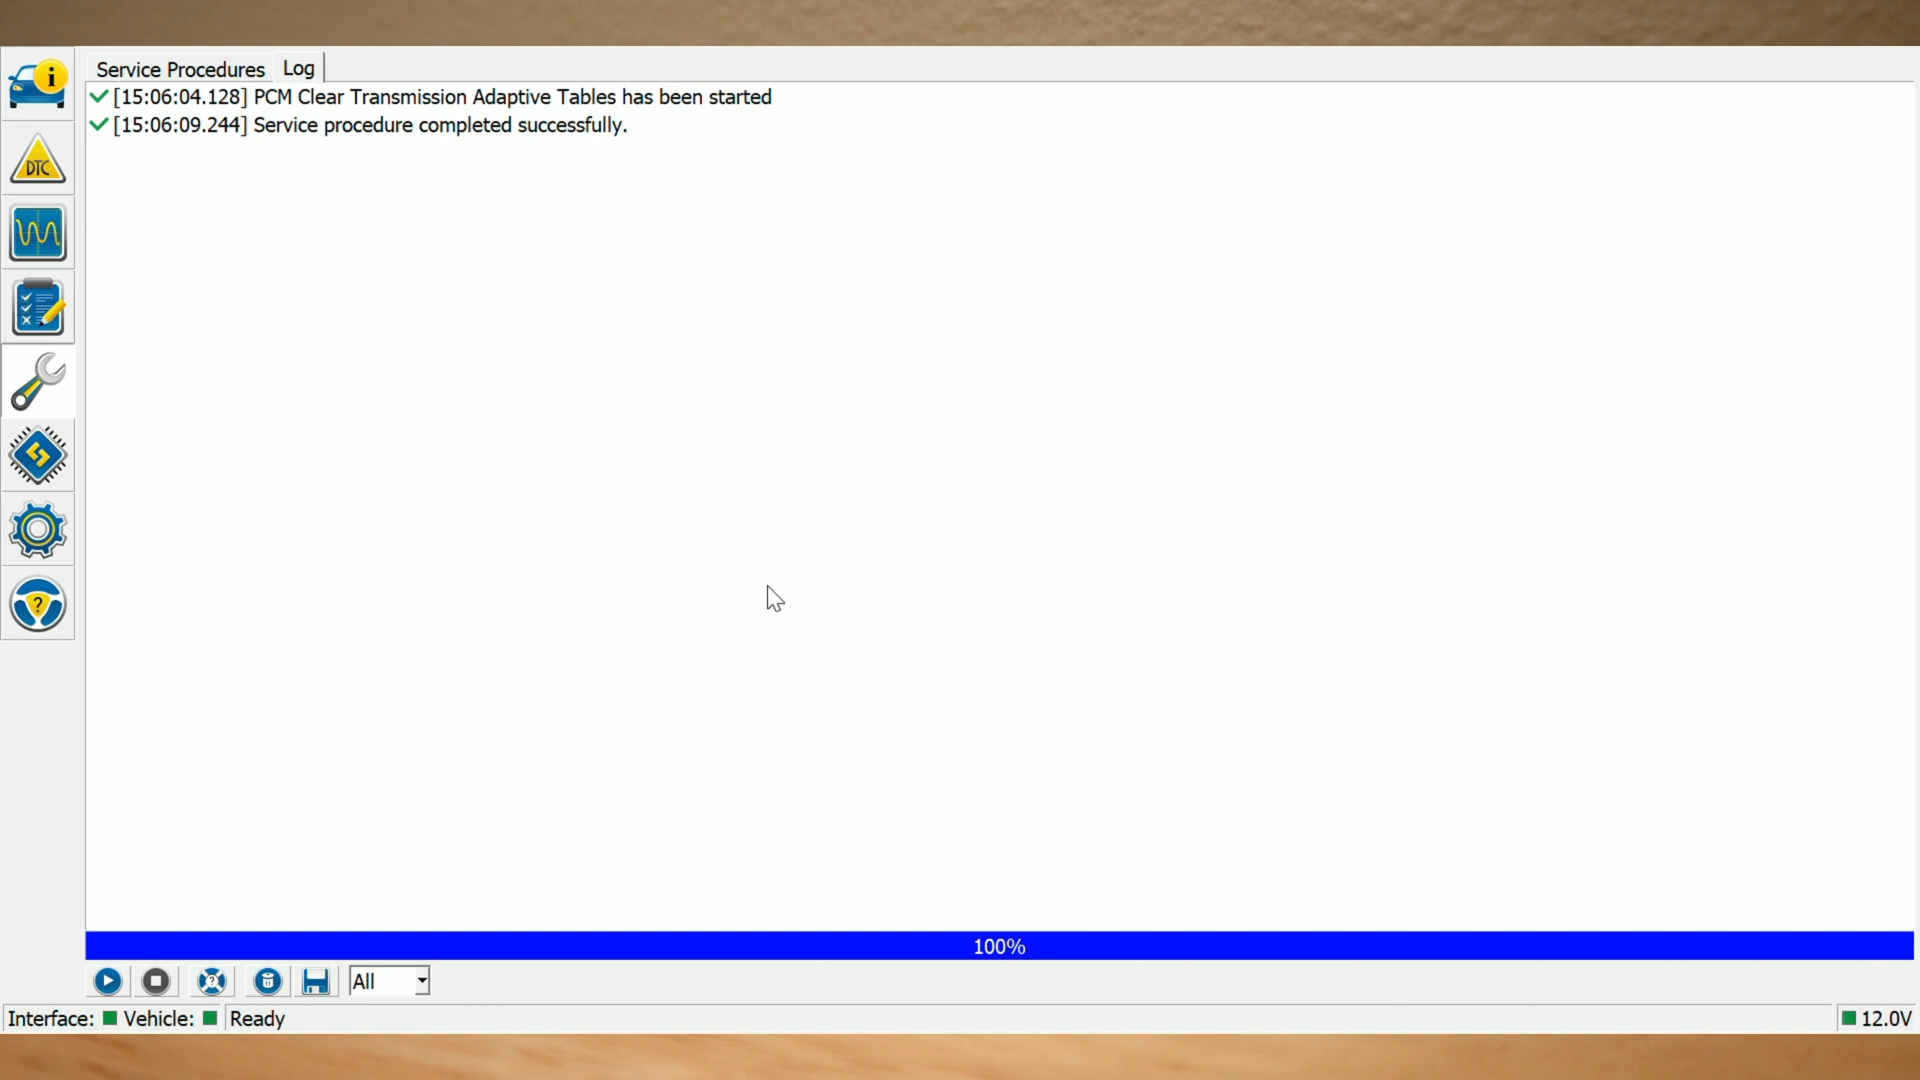 Service Procedures Log
[15:06:04.128] PCM Clear Transmission Adaptive Tables has been started
[15:06:09.244] Service procedure completed successfully.
i
DTC
?
100%
?
All
Interface: Vehicle: Ready 12.0V